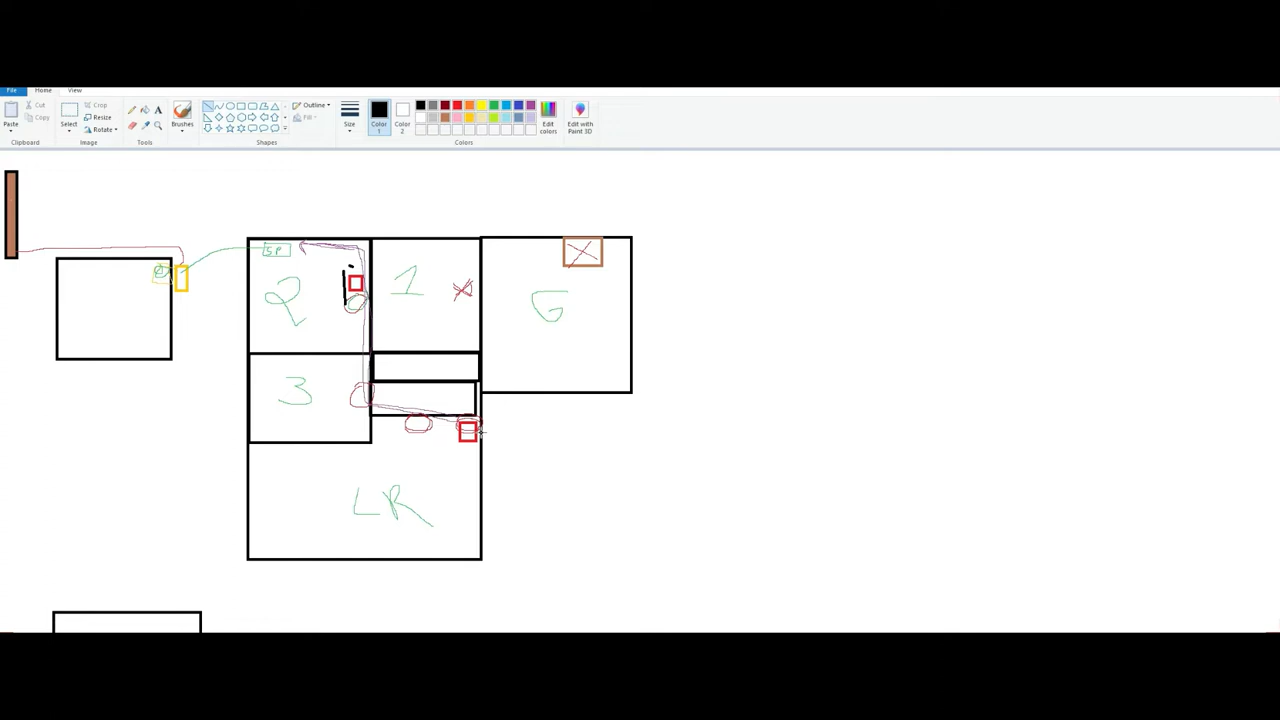 File Home View
Paste
Cut
Copy
Clipboard
Select
Crop
Resize
Rotate
Image
A
Tools
Brushes
Outline
Fill
Shapes
Size
Color 1
Color 2
Edit colors
Edit with Paint 3D
Colors
SP
2
1
G
3
LR